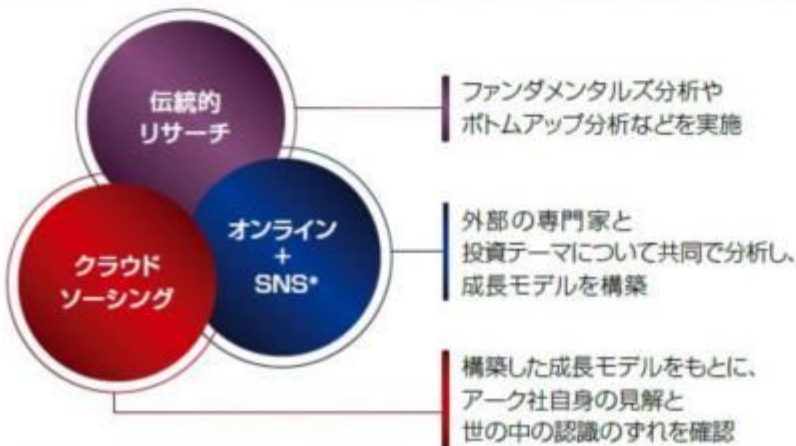 伝統的
リサーチ
ファンダメンタルズ分析や
ボトムアップ分析などを実施
オンライン
+
SNS*
外部の専門家と
投資テーマについて共同で分析し、
成長モデルを構築
クラウド
ソーシング
構築した成長モデルをもとに、
アーク社自身の見解と
世の中の認識のずれを確認